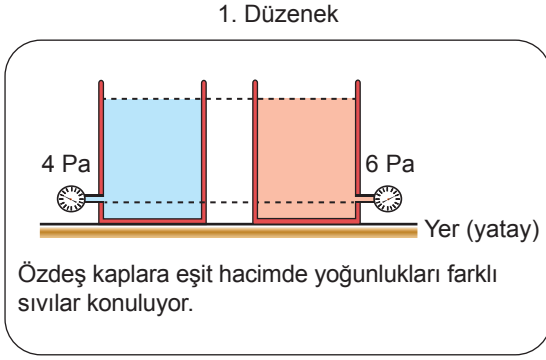 1. Düzenek
4 Pa
6 Pa
Yer (yatay)
Özdeş kaplara eşit hacimde yoğunlukları farklı
sıvılar konuluyor.